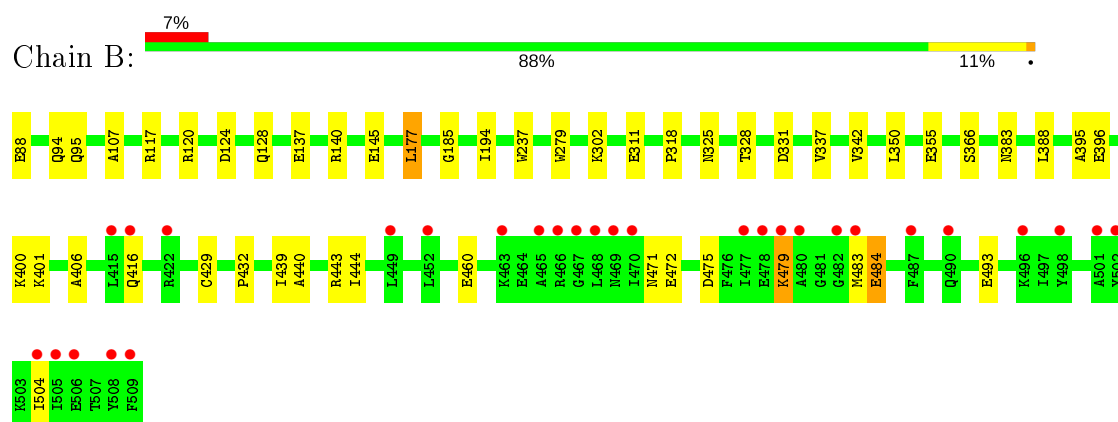 7%
Chain B:
88% 11% •
E88 Q94 Q95 A107 R117 R120 D124 Q128 E137 R140 E145 L177 G185 I194 W237 W279 K302 E311 P318 N325 T328 D331 V337 V342 L350 E355 S366 N383 L388 A395 E396
K400 K401 A406 L415 Q416 R422 C429 P432 I439 A440 R443 I444 L449 L452 E460 K463 E464 A465 R466 G467 L468 N469 I470 N471 E472 D475 F476 I477 E478 K479 A480 G481 G482 M483 E484 F487 Q490 E493 K496 I497 Y498 A501 Y502
K503 I504 I505 E506 T507 Y508 F509